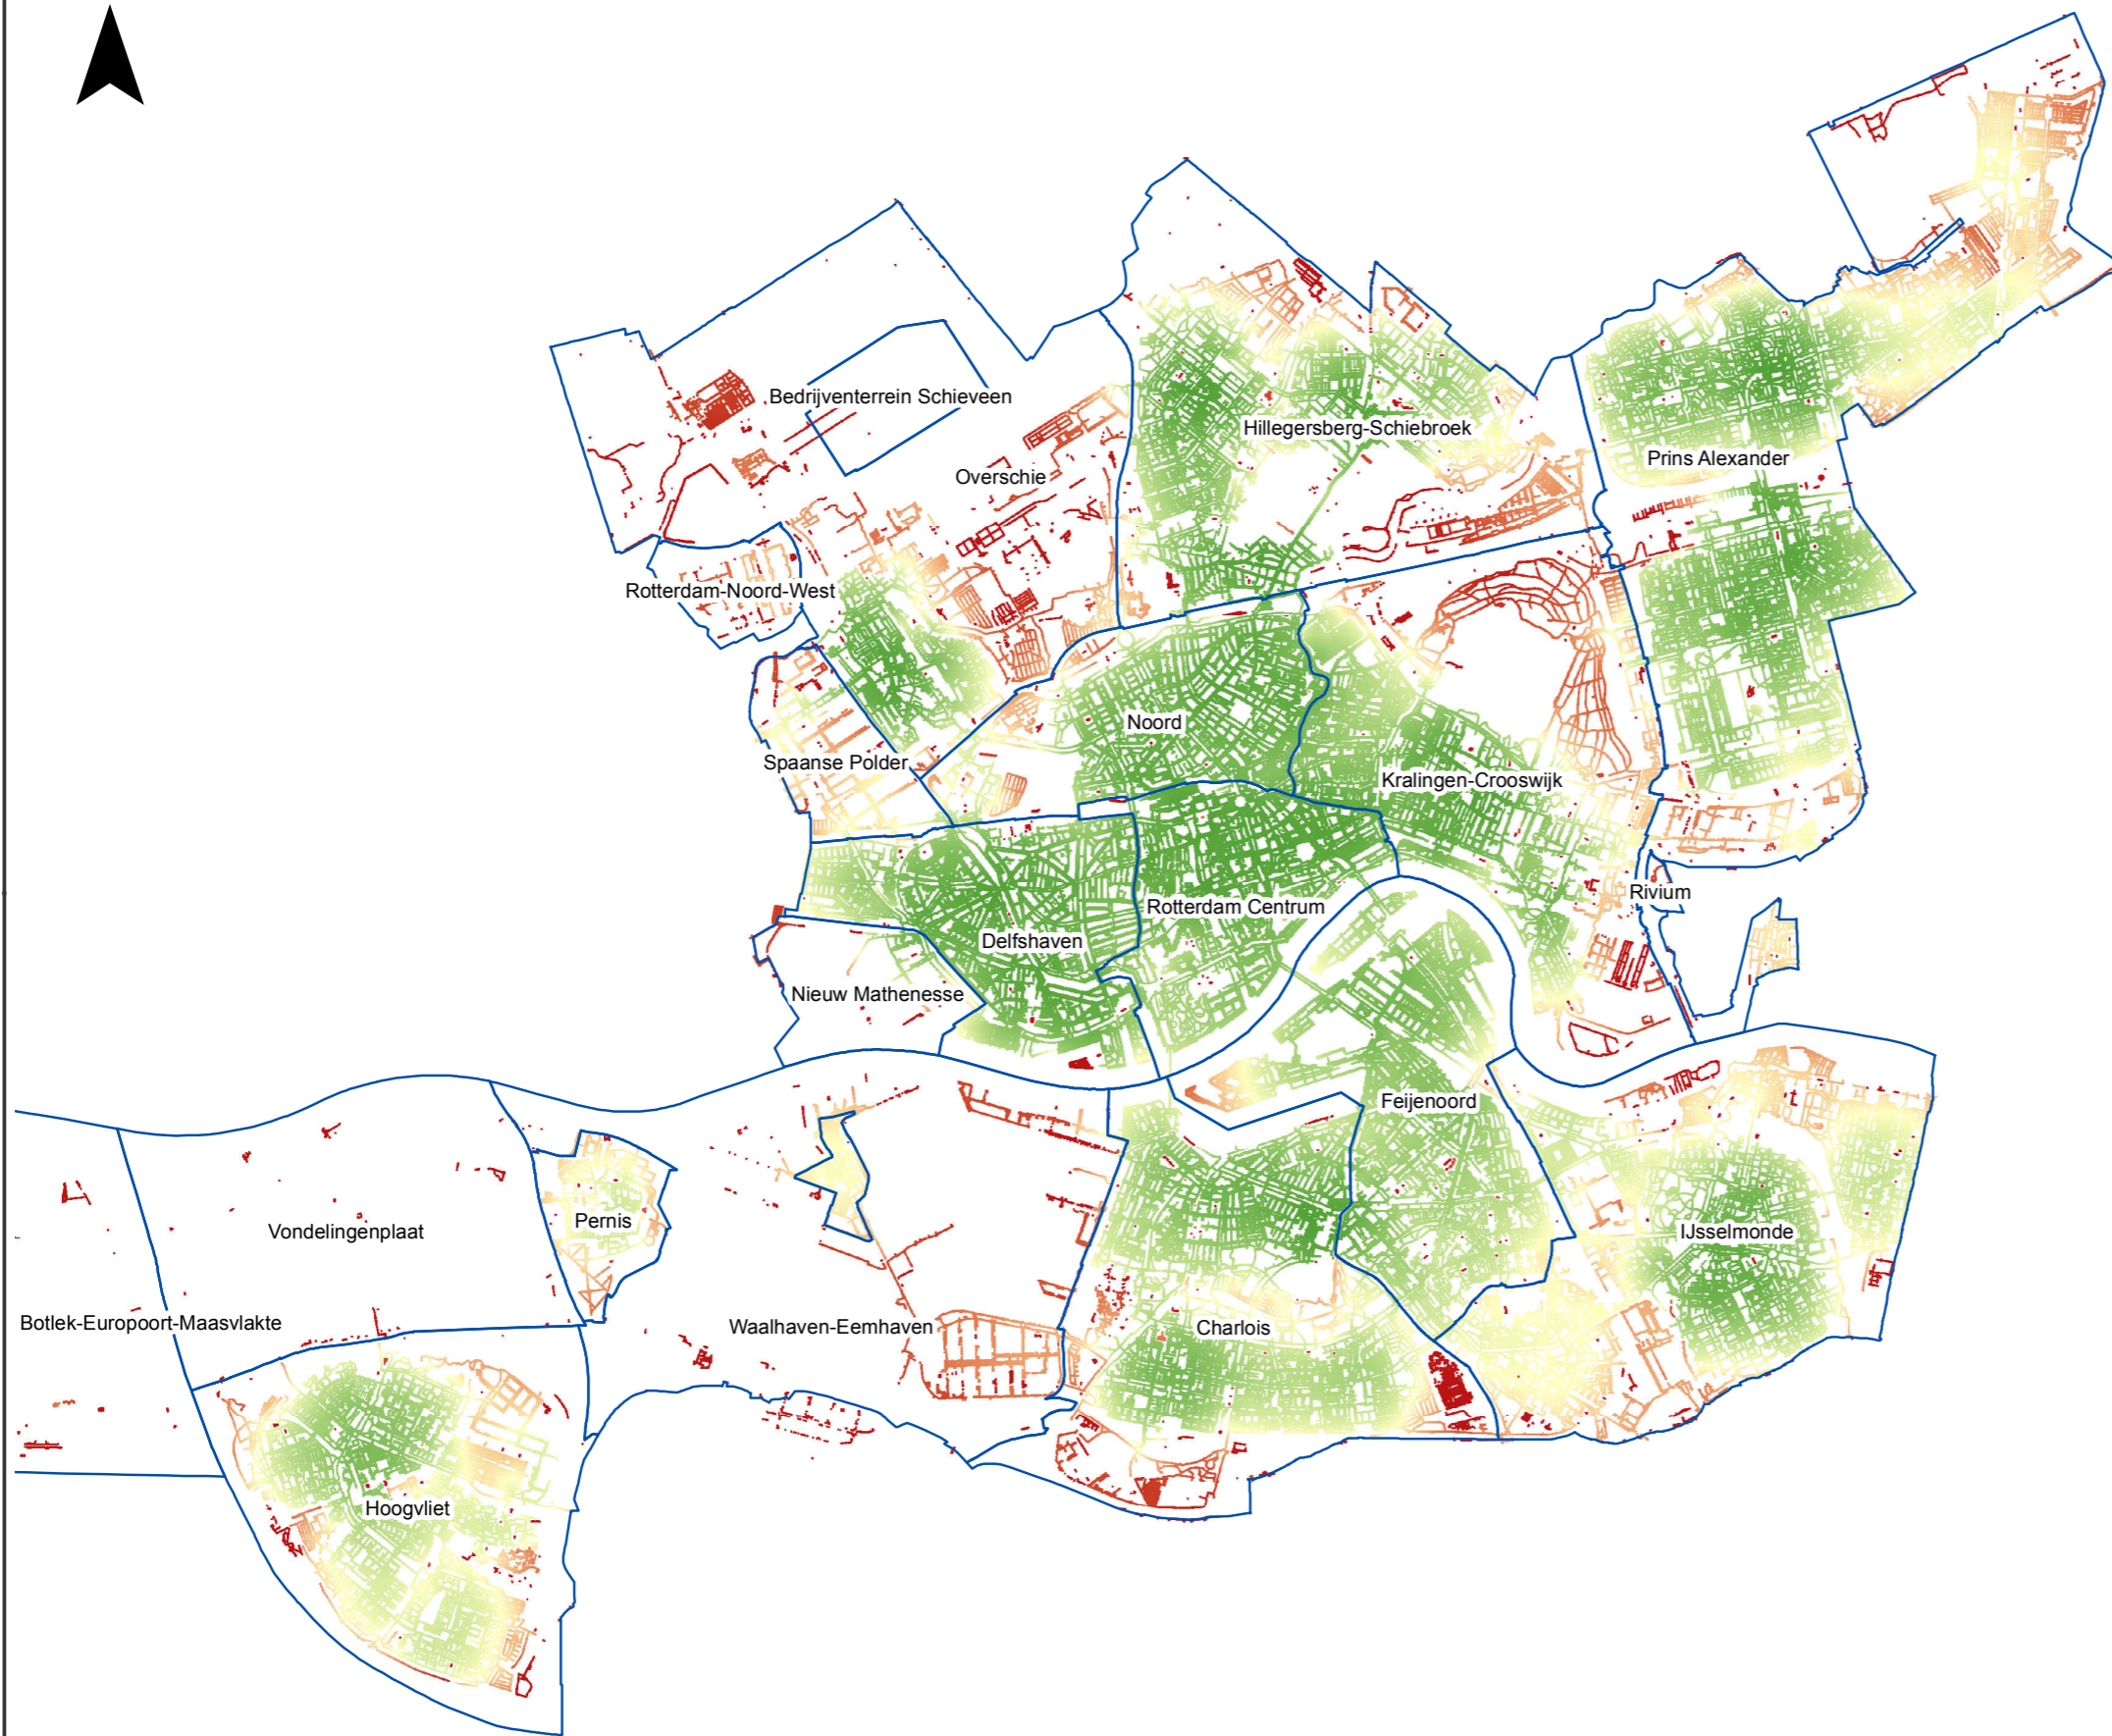 Bedrijventerrein Schieveen
Hillegersberg-Schiebroek
Prins Alexander
Overschie
Rotterdam-Noord-West
Noord
Spaanse Polder
Kralingen-Crooswijk
Rivium
Rotterdam Centrum
Delfshaven
Nieuw Mathenesse
Feijenoord
Pernis
Vondelingenplaat
IJsselmonde
Botlek-Europoort-Maasvlakte
Waalhaven-Eemhaven
Charlois
Hoogvliet